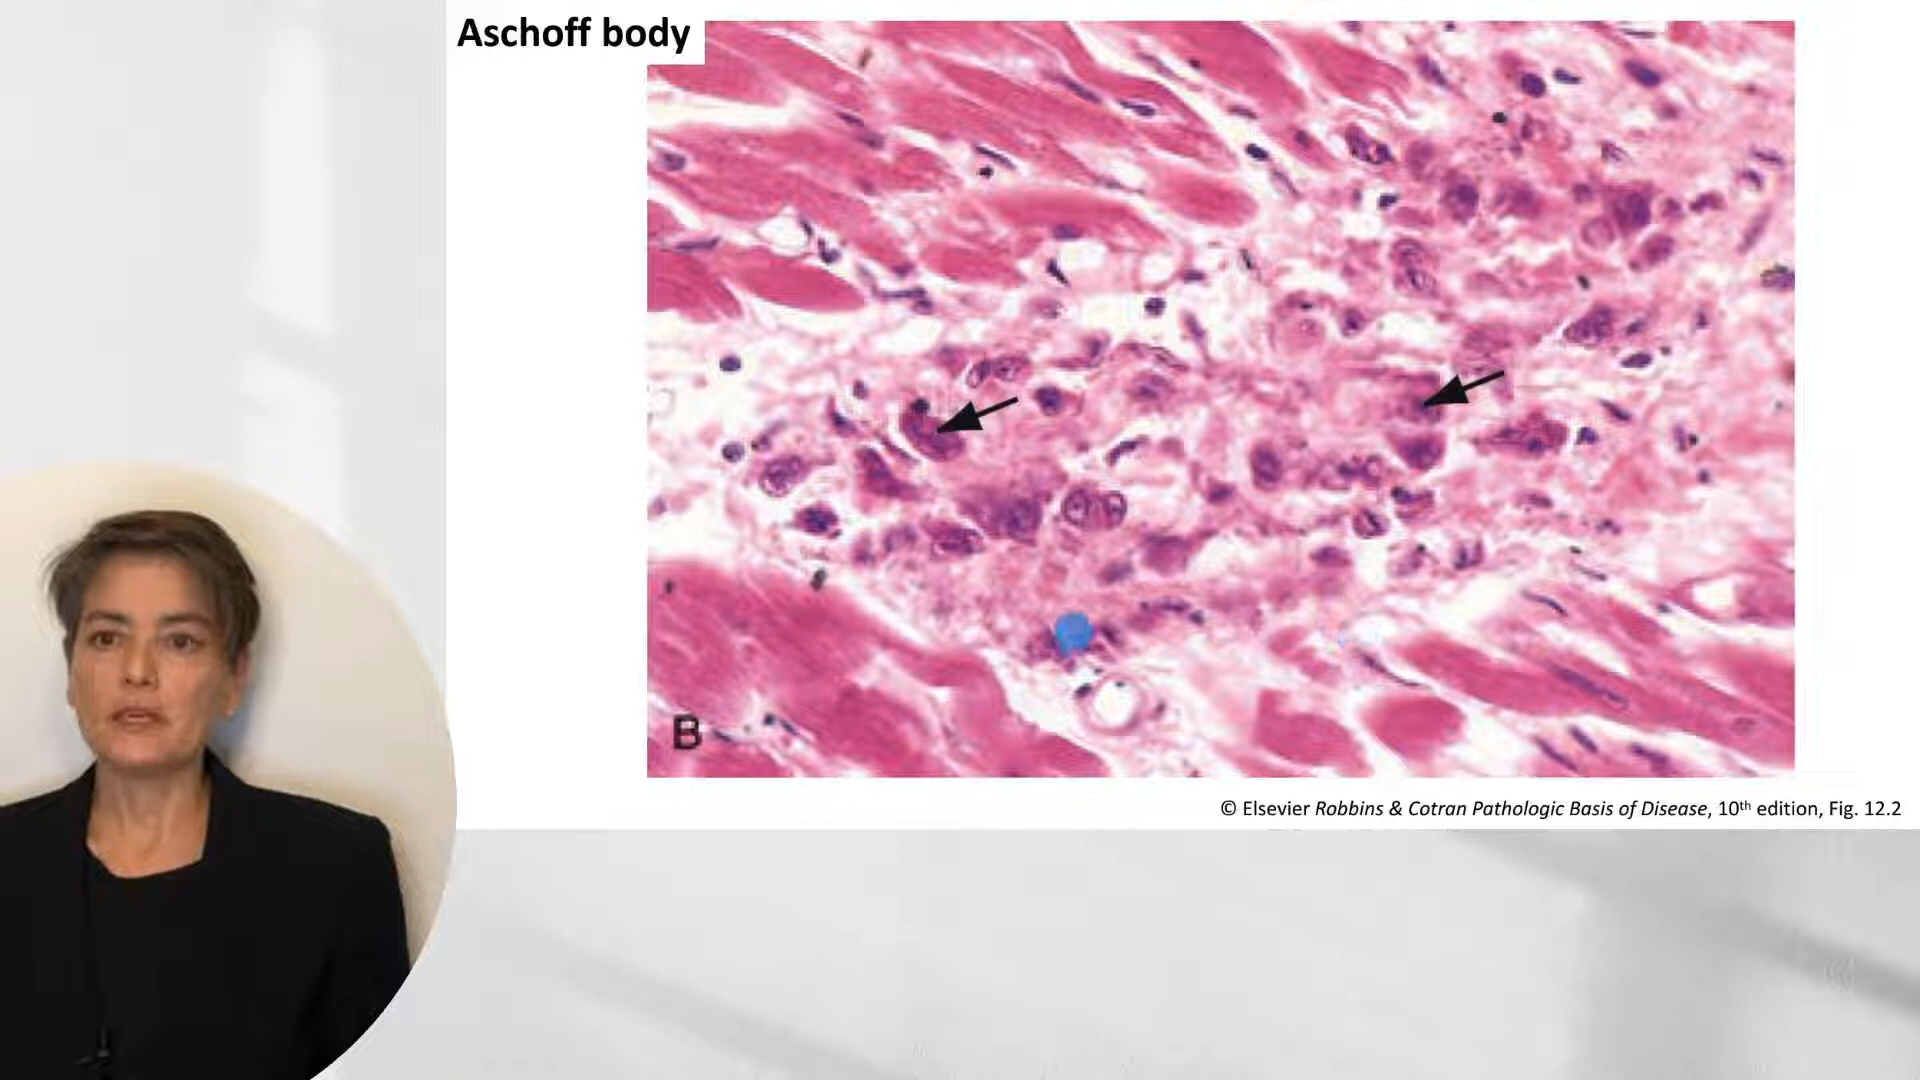 Aschoff body
B
© Elsevier Robbins & Cotran Pathologic Basis of Disease, 10th edition, Fig. 12.2